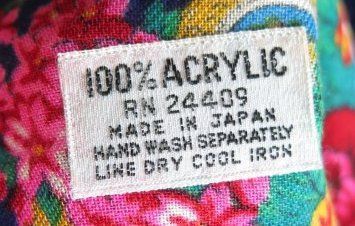 100% ACRYLIC
RN 24409
MADE IN JAPAN
HAND WASH SEPARATELY
LINE DRY COOL IRON